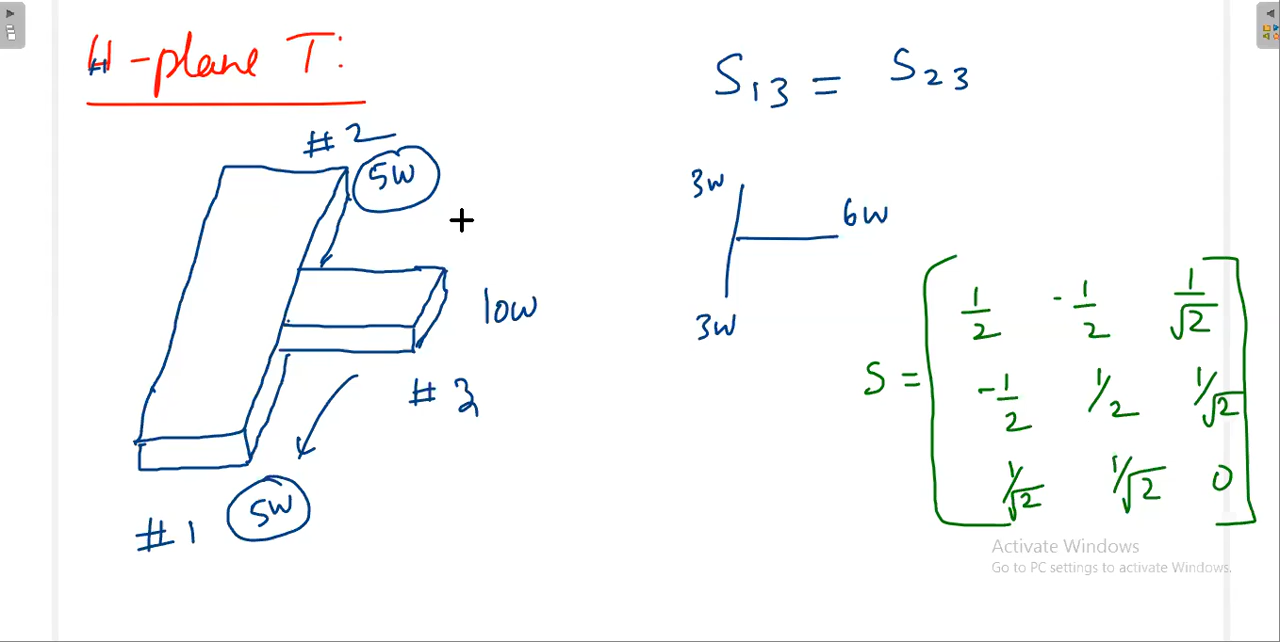 H-plane T:
S13 = S23
#2
5W
3W
6W
3W
10W
#3
#1
5W
S =
1/2 -1/2 1/√2
-1/2 1/2 1/√2
1/√2 1/√2 0
Activate Windows
Go to PC settings to activate Windows.